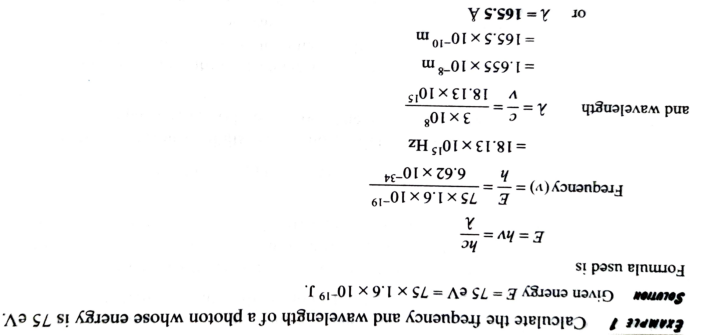 EXAMPLE 1 Calculate the frequency and wavelength of a photon whose energy is 75 eV.
SOLUTION Given energy E = 75 eV = 75 × 1.6 × 10⁻¹⁹ J.
Formula used is
E = hν = hc/λ
Frequency (ν) = E/h = (75 × 1.6 × 10⁻¹⁹)/(6.62 × 10⁻³⁴)
= 18.13 × 10¹⁵ Hz
and wavelength λ = c/ν = (3 × 10⁸)/(18.13 × 10¹⁵)
= 1.655 × 10⁻⁸ m
= 165.5 × 10⁻¹⁰ m
or λ = 165.5 Å